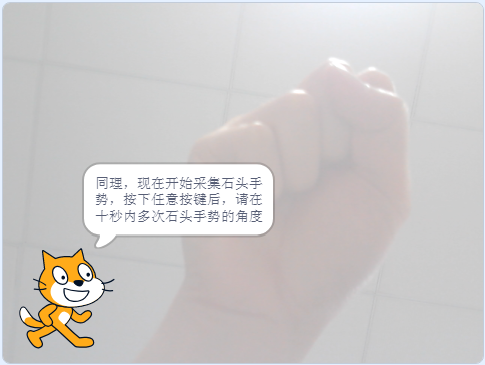 同理，现在开始采集石头手
势，按下任意按键后，请在
十秒内多次石头手势的角度